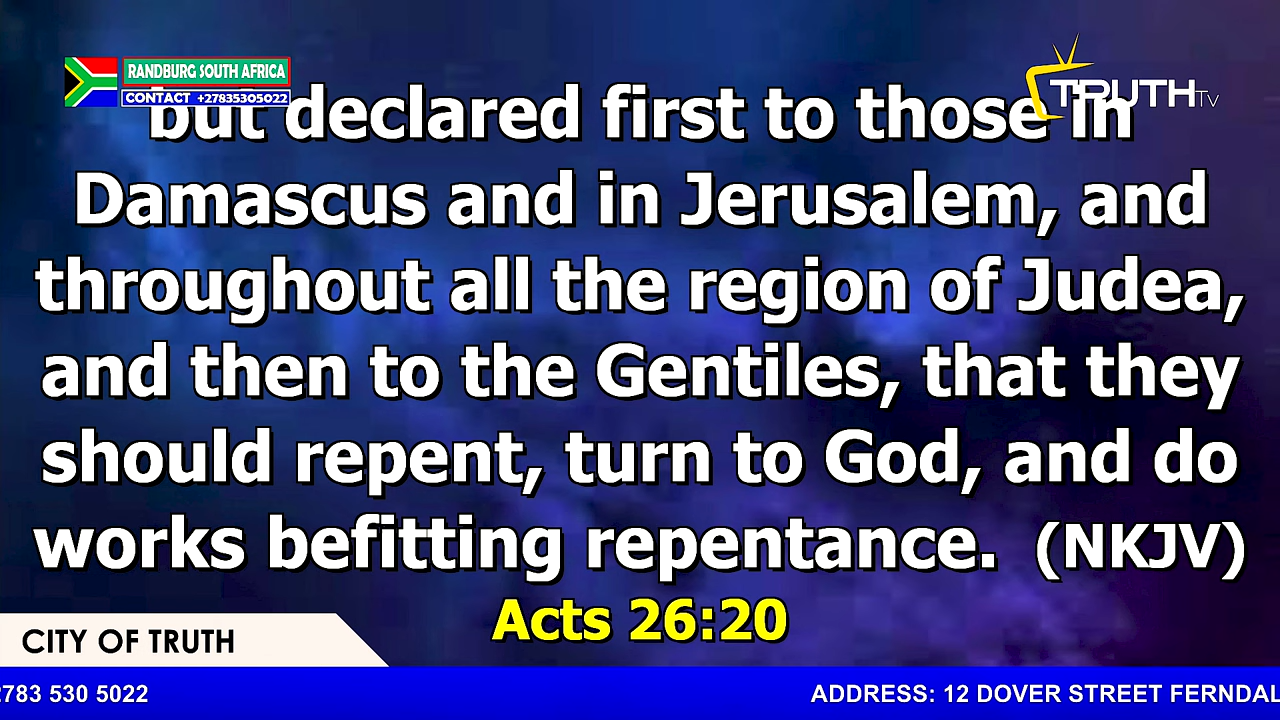 RANDBURG SOUTH AFRICA
CONTACT +27835305022
TRUTH TV
but declared first to those in
Damascus and in Jerusalem, and
throughout all the region of Judea,
and then to the Gentiles, that they
should repent, turn to God, and do
works befitting repentance. (NKJV)
Acts 26:20
CITY OF TRUTH
2783 530 5022
ADDRESS: 12 DOVER STREET FERNDAL